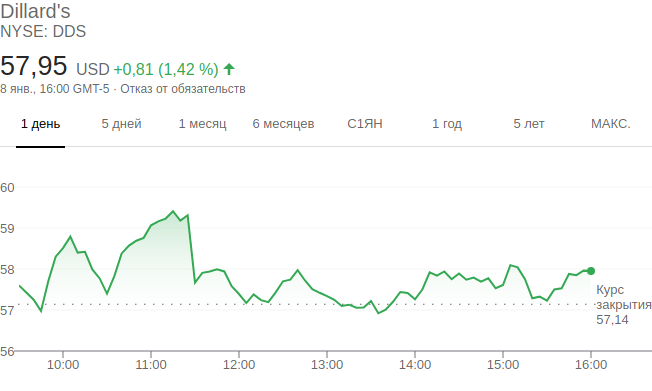 Dillard's
NYSE: DDS
57,95 USD +0,81 (1,42 %)
8 янв., 16:00 GMT-5 · Отказ от обязательств
1 день 5 дней 1 месяц 6 месяцев С1ЯН 1 год 5 лет МАКС.
60
59
58
57
56
Курс
закрытия
57,14
10:00 11:00 12:00 13:00 14:00 15:00 16:00